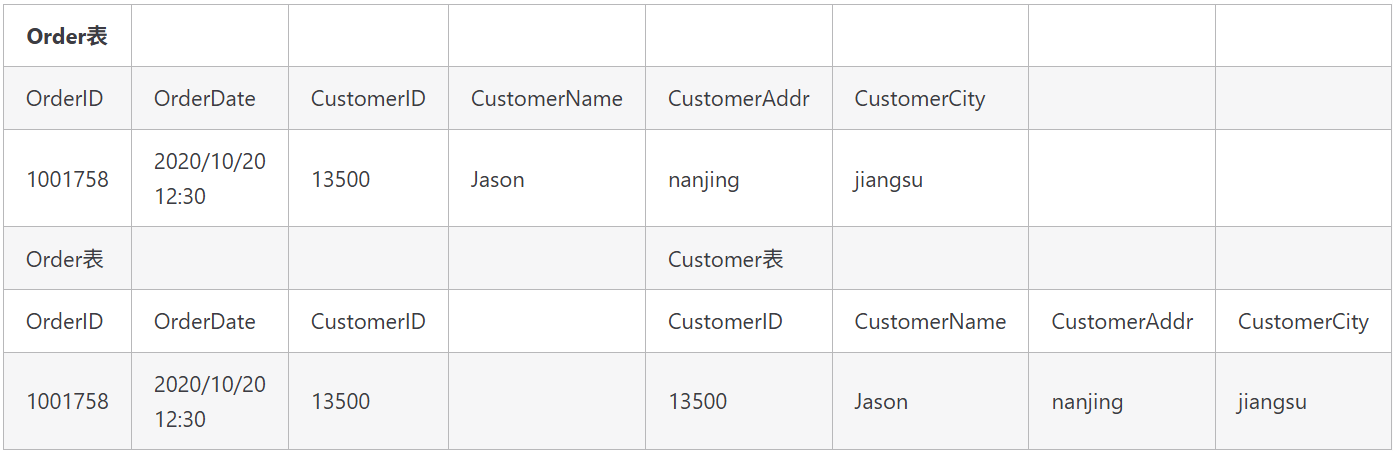 Order表
OrderID OrderDate CustomerID CustomerName CustomerAddr CustomerCity
1001758 2020/10/20 12:30 13500 Jason nanjing jiangsu
Order表 Customer表
OrderID OrderDate CustomerID CustomerID CustomerName CustomerAddr CustomerCity
1001758 2020/10/20 12:30 13500 13500 Jason nanjing jiangsu